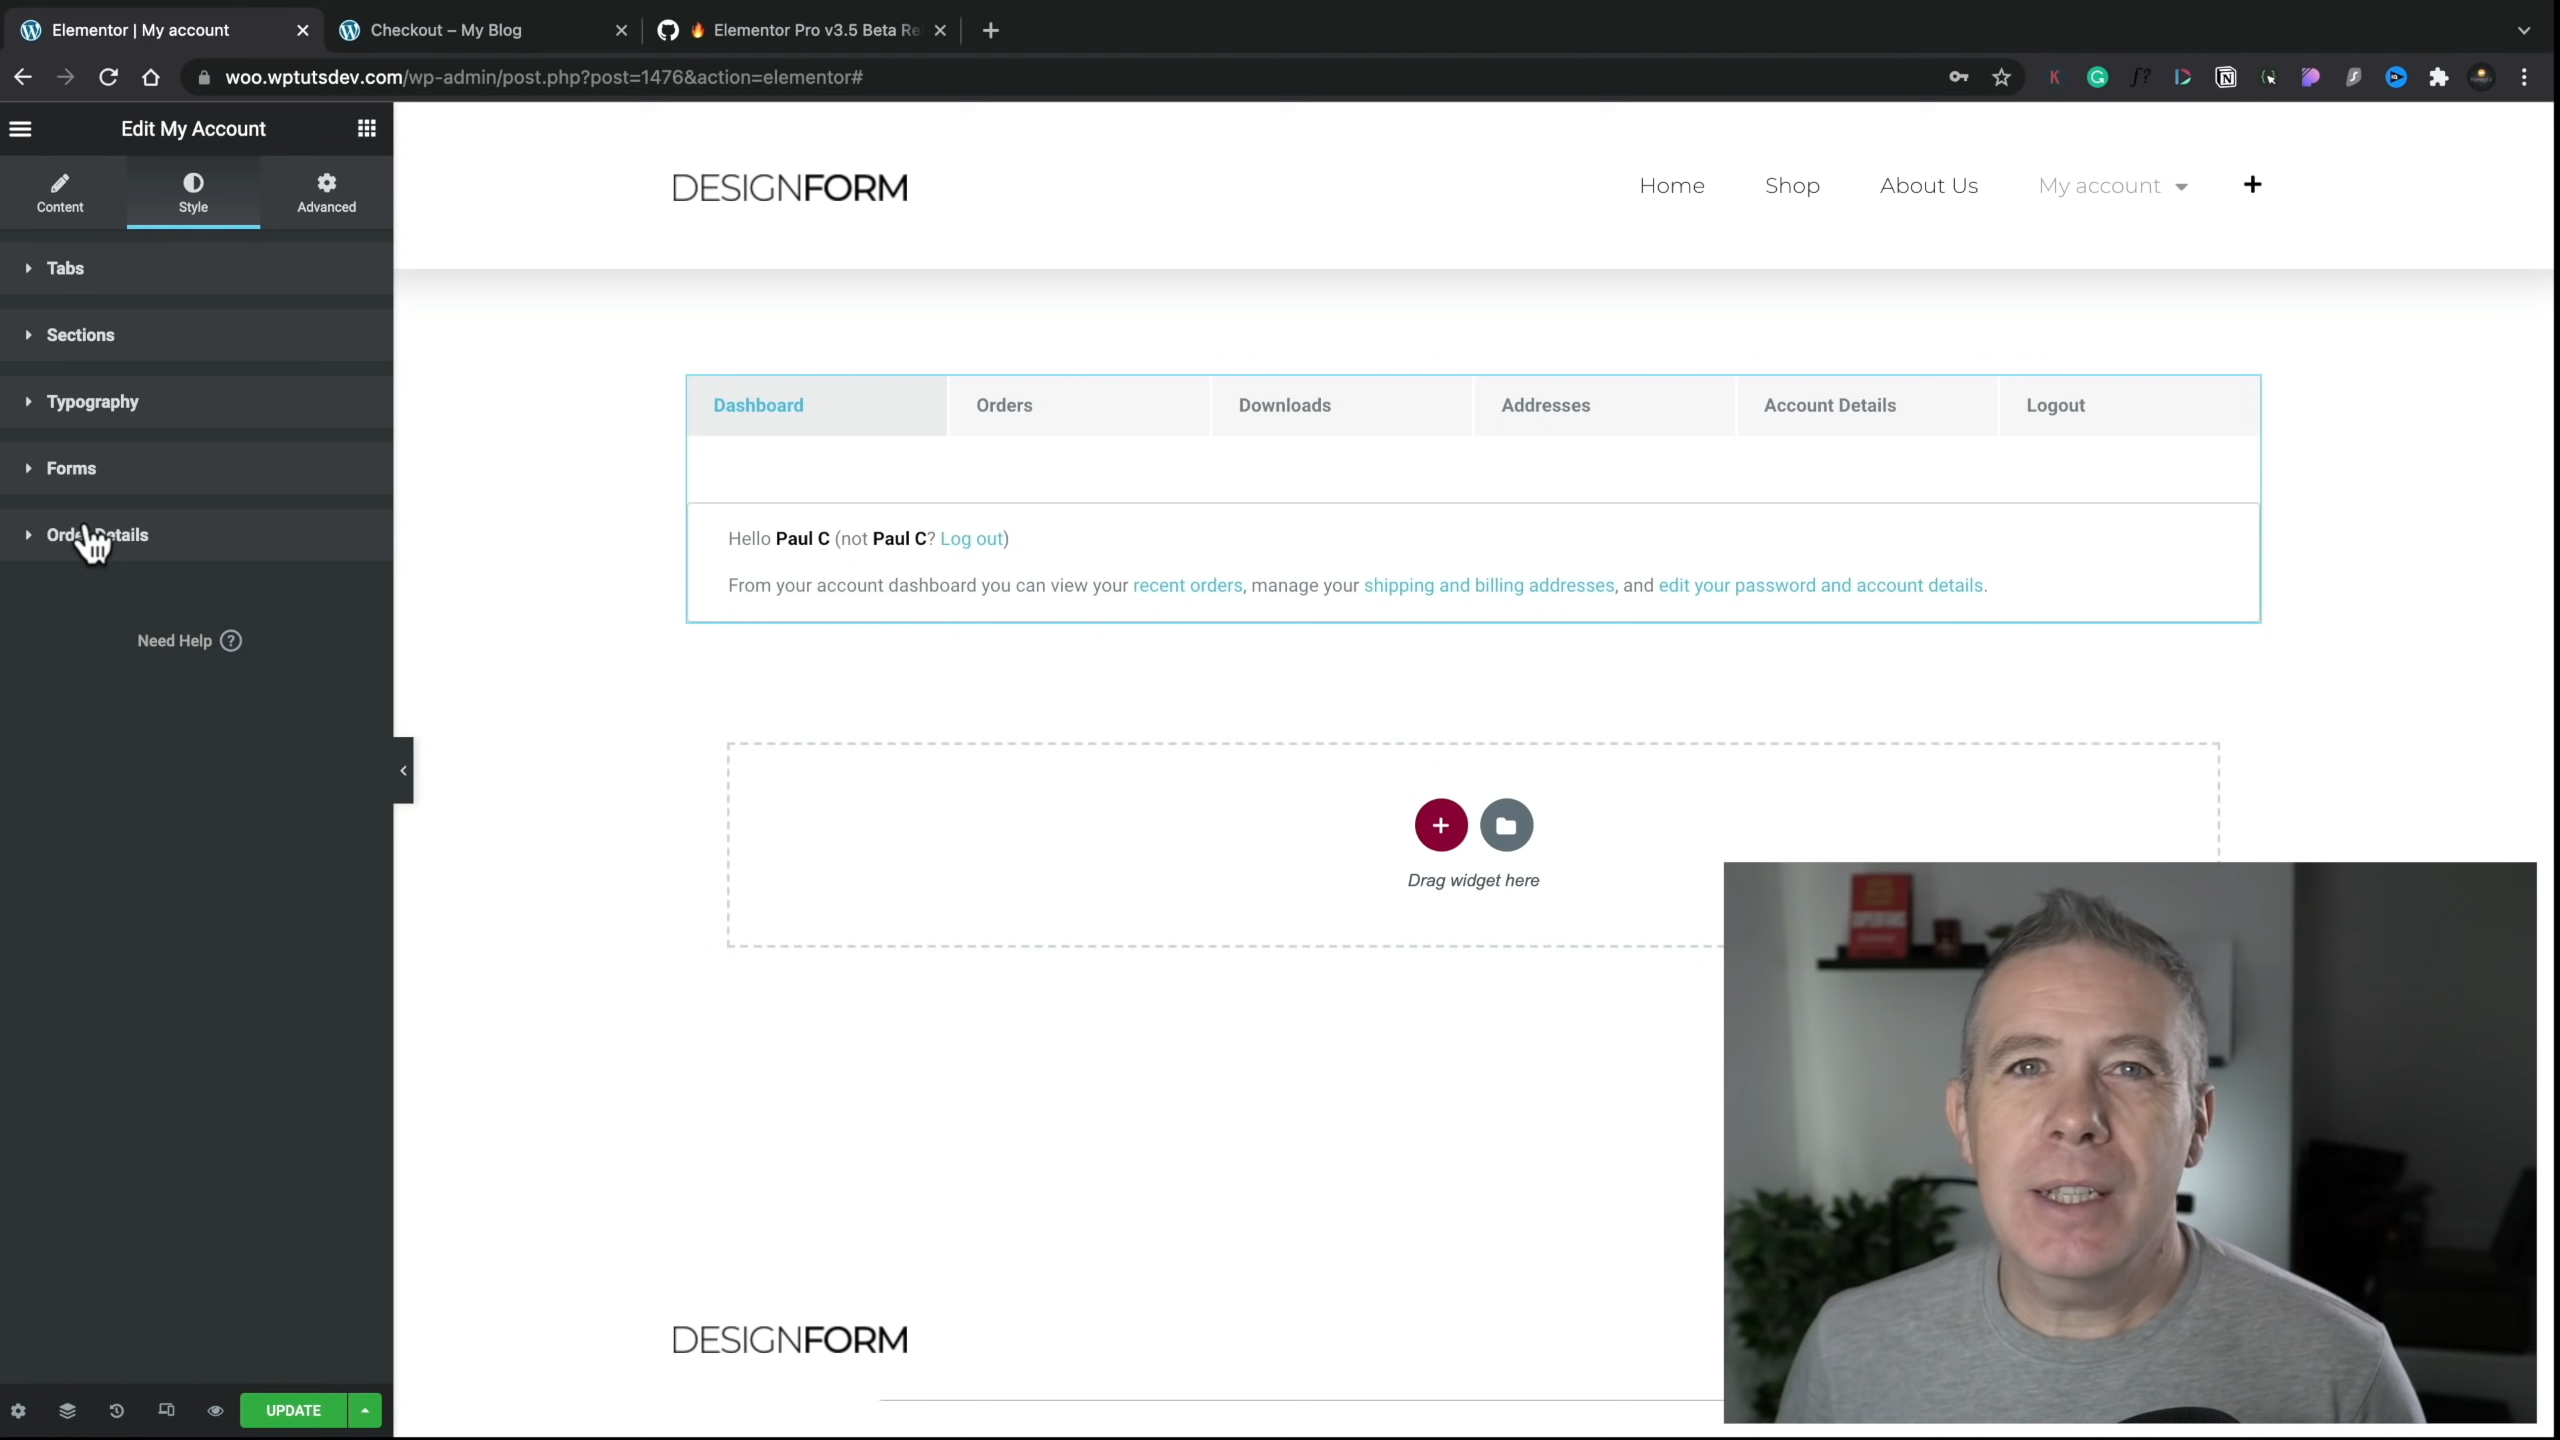 Elementor | My account
Checkout – My Blog
Elementor Pro v3.5 Beta Re
woo.wptutsdev.com/wp-admin/post.php?post=1476&action=elementor#
Edit My Account
Content
Style
Advanced
Tabs
Sections
Typography
Forms
Order Details
Need Help
UPDATE
DESIGNFORM
Home
Shop
About Us
My account
Dashboard
Orders
Downloads
Addresses
Account Details
Logout
Hello Paul C (not Paul C? Log out)
From your account dashboard you can view your recent orders, manage your shipping and billing addresses, and edit your password and account details.
Drag widget here
DESIGNFORM